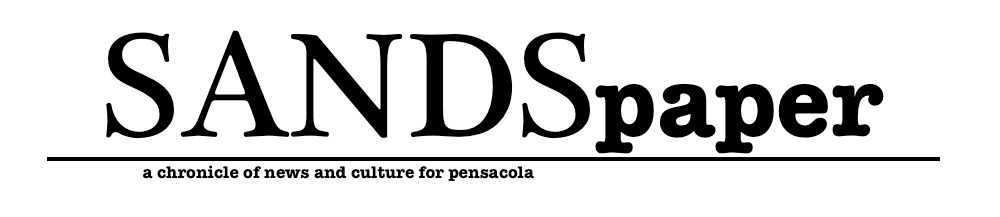 SANDSpaper
a chronicle of news and culture for pensacola